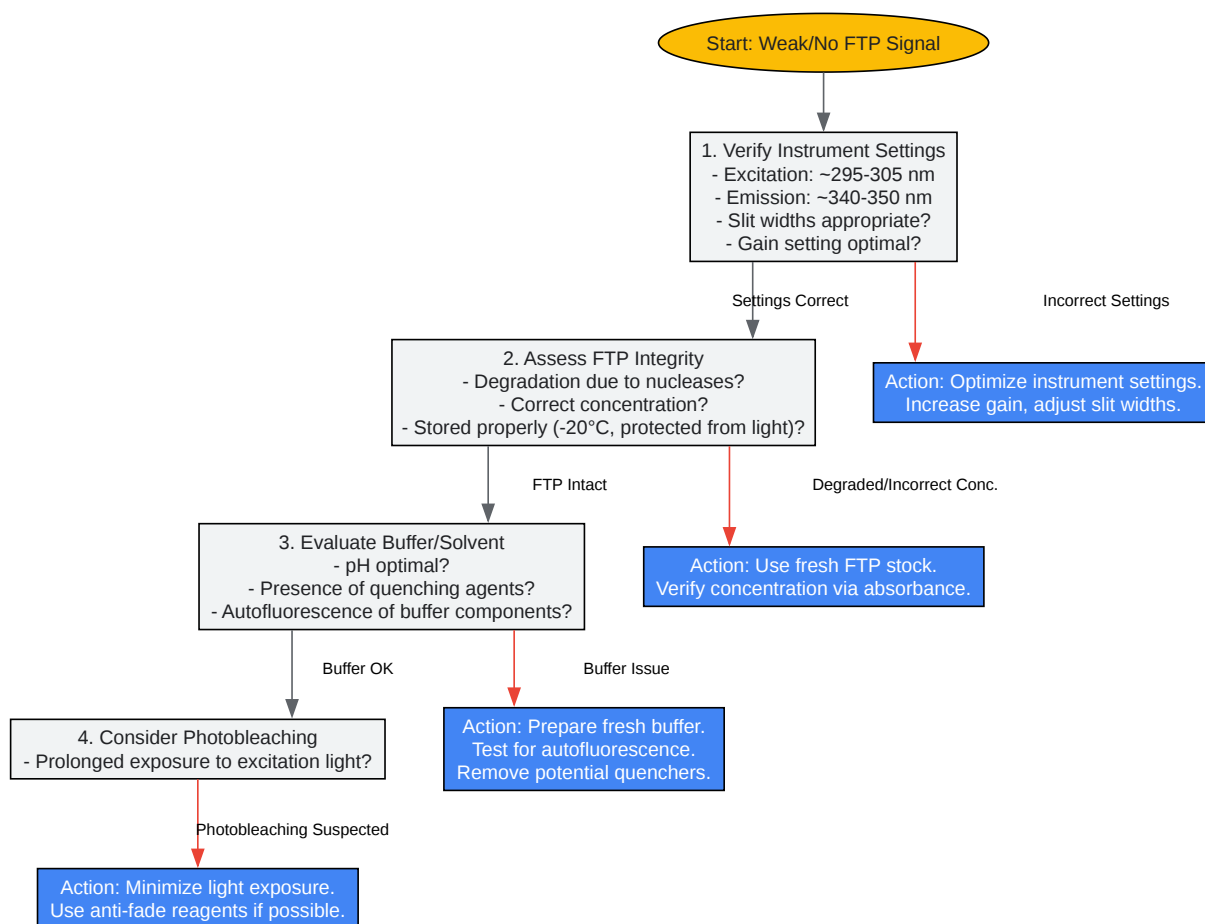 Start: Weak/No FTP Signal
1. Verify Instrument Settings
- Excitation: ~295-305 nm
- Emission: ~340-350 nm
- Slit widths appropriate?
- Gain setting optimal?
Settings Correct
Incorrect Settings
2. Assess FTP Integrity
- Degradation due to nucleases?
- Correct concentration?
- Stored properly (-20°C, protected from light)?
Action: Optimize instrument settings.
Increase gain, adjust slit widths.
FTP Intact
Degraded/Incorrect Conc.
3. Evaluate Buffer/Solvent
- pH optimal?
- Presence of quenching agents?
- Autofluorescence of buffer components?
Action: Use fresh FTP stock.
Verify concentration via absorbance.
Buffer OK
Buffer Issue
4. Consider Photobleaching
- Prolonged exposure to excitation light?
Action: Prepare fresh buffer.
Test for autofluorescence.
Remove potential quenchers.
Photobleaching Suspected
Action: Minimize light exposure.
Use anti-fade reagents if possible.